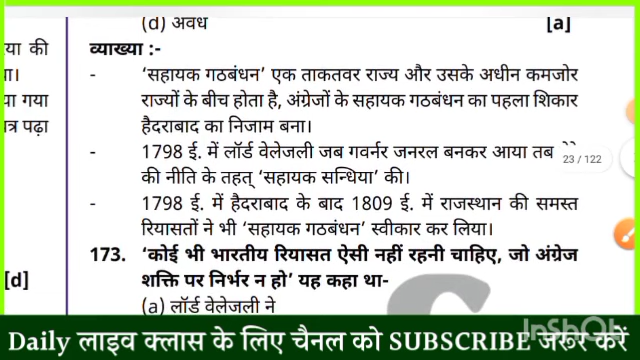 (d) अवध [a]
या की
व्याख्या :-
ा।
- 'सहायक गठबंधन' एक ताकतवर राज्य और उसके अधीन कमजोर
या गया
राज्यों के बीच होता है, अंग्रेजों के सहायक गठबंधन का पहला शिकार
त्र पढ़ा
हैदराबाद का निजाम बना।
- 1798 ई. में लॉर्ड वेलेजली जब गवर्नर जनरल बनकर आया तब
23 / 122
की नीति के तहत् 'सहायक सन्धिया' की।
- 1798 ई. में हैदराबाद के बाद 1809 ई. में राजस्थान की समस्त
रियासतों ने भी 'सहायक गठबंधन' स्वीकार कर लिया।
173. 'कोई भी भारतीय रियासत ऐसी नहीं रहनी चाहिए, जो अंग्रेज
[d]
शक्ति पर निर्भर न हो' यह कहा था-
(a) लॉर्ड वेलेजली ने
InShOt
Daily लाइव क्लास के लिए चैनल को SUBSCRIBE जरूर करें